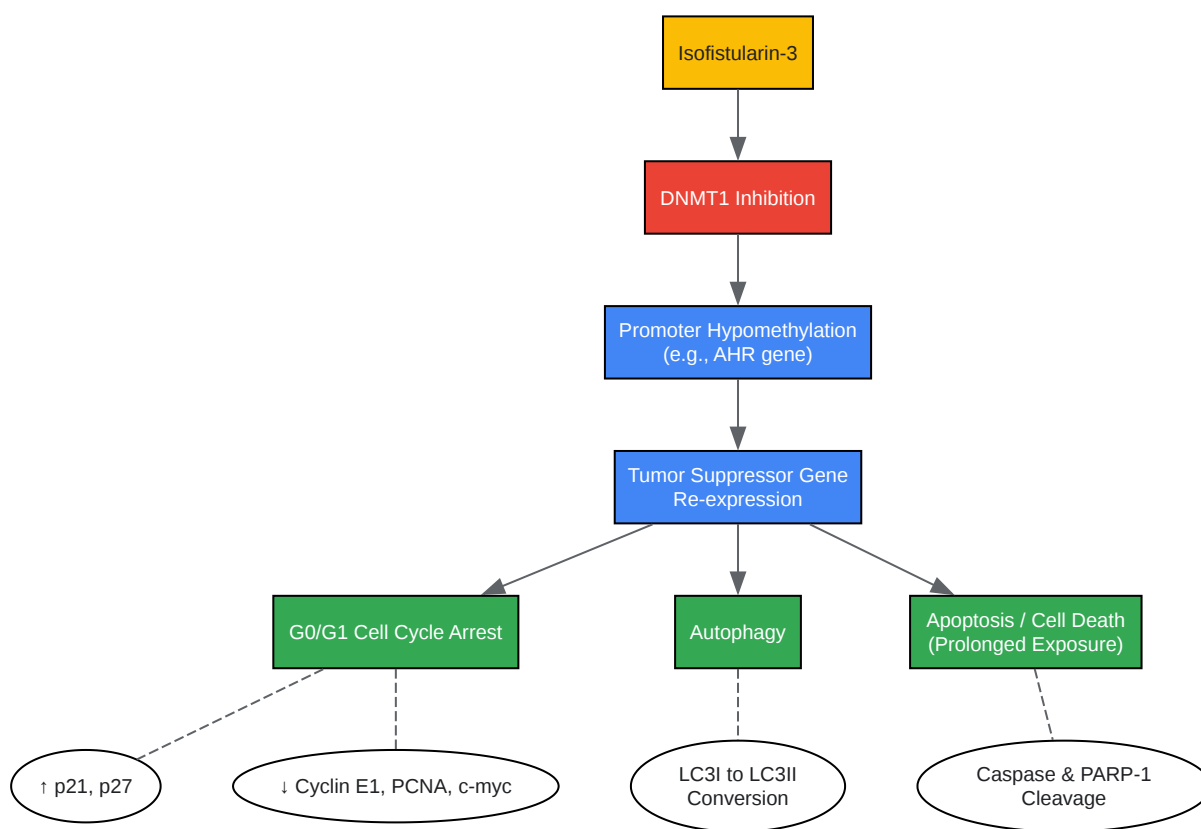 Isofistularin-3
DNMT1 Inhibition
Promoter Hypomethylation
(e.g., AHR gene)
Tumor Suppressor Gene
Re-expression
G0/G1 Cell Cycle Arrest
Autophagy
Apoptosis / Cell Death
(Prolonged Exposure)
↑ p21, p27
↓ Cyclin E1, PCNA, c-myc
LC3I to LC3II
Conversion
Caspase & PARP-1
Cleavage